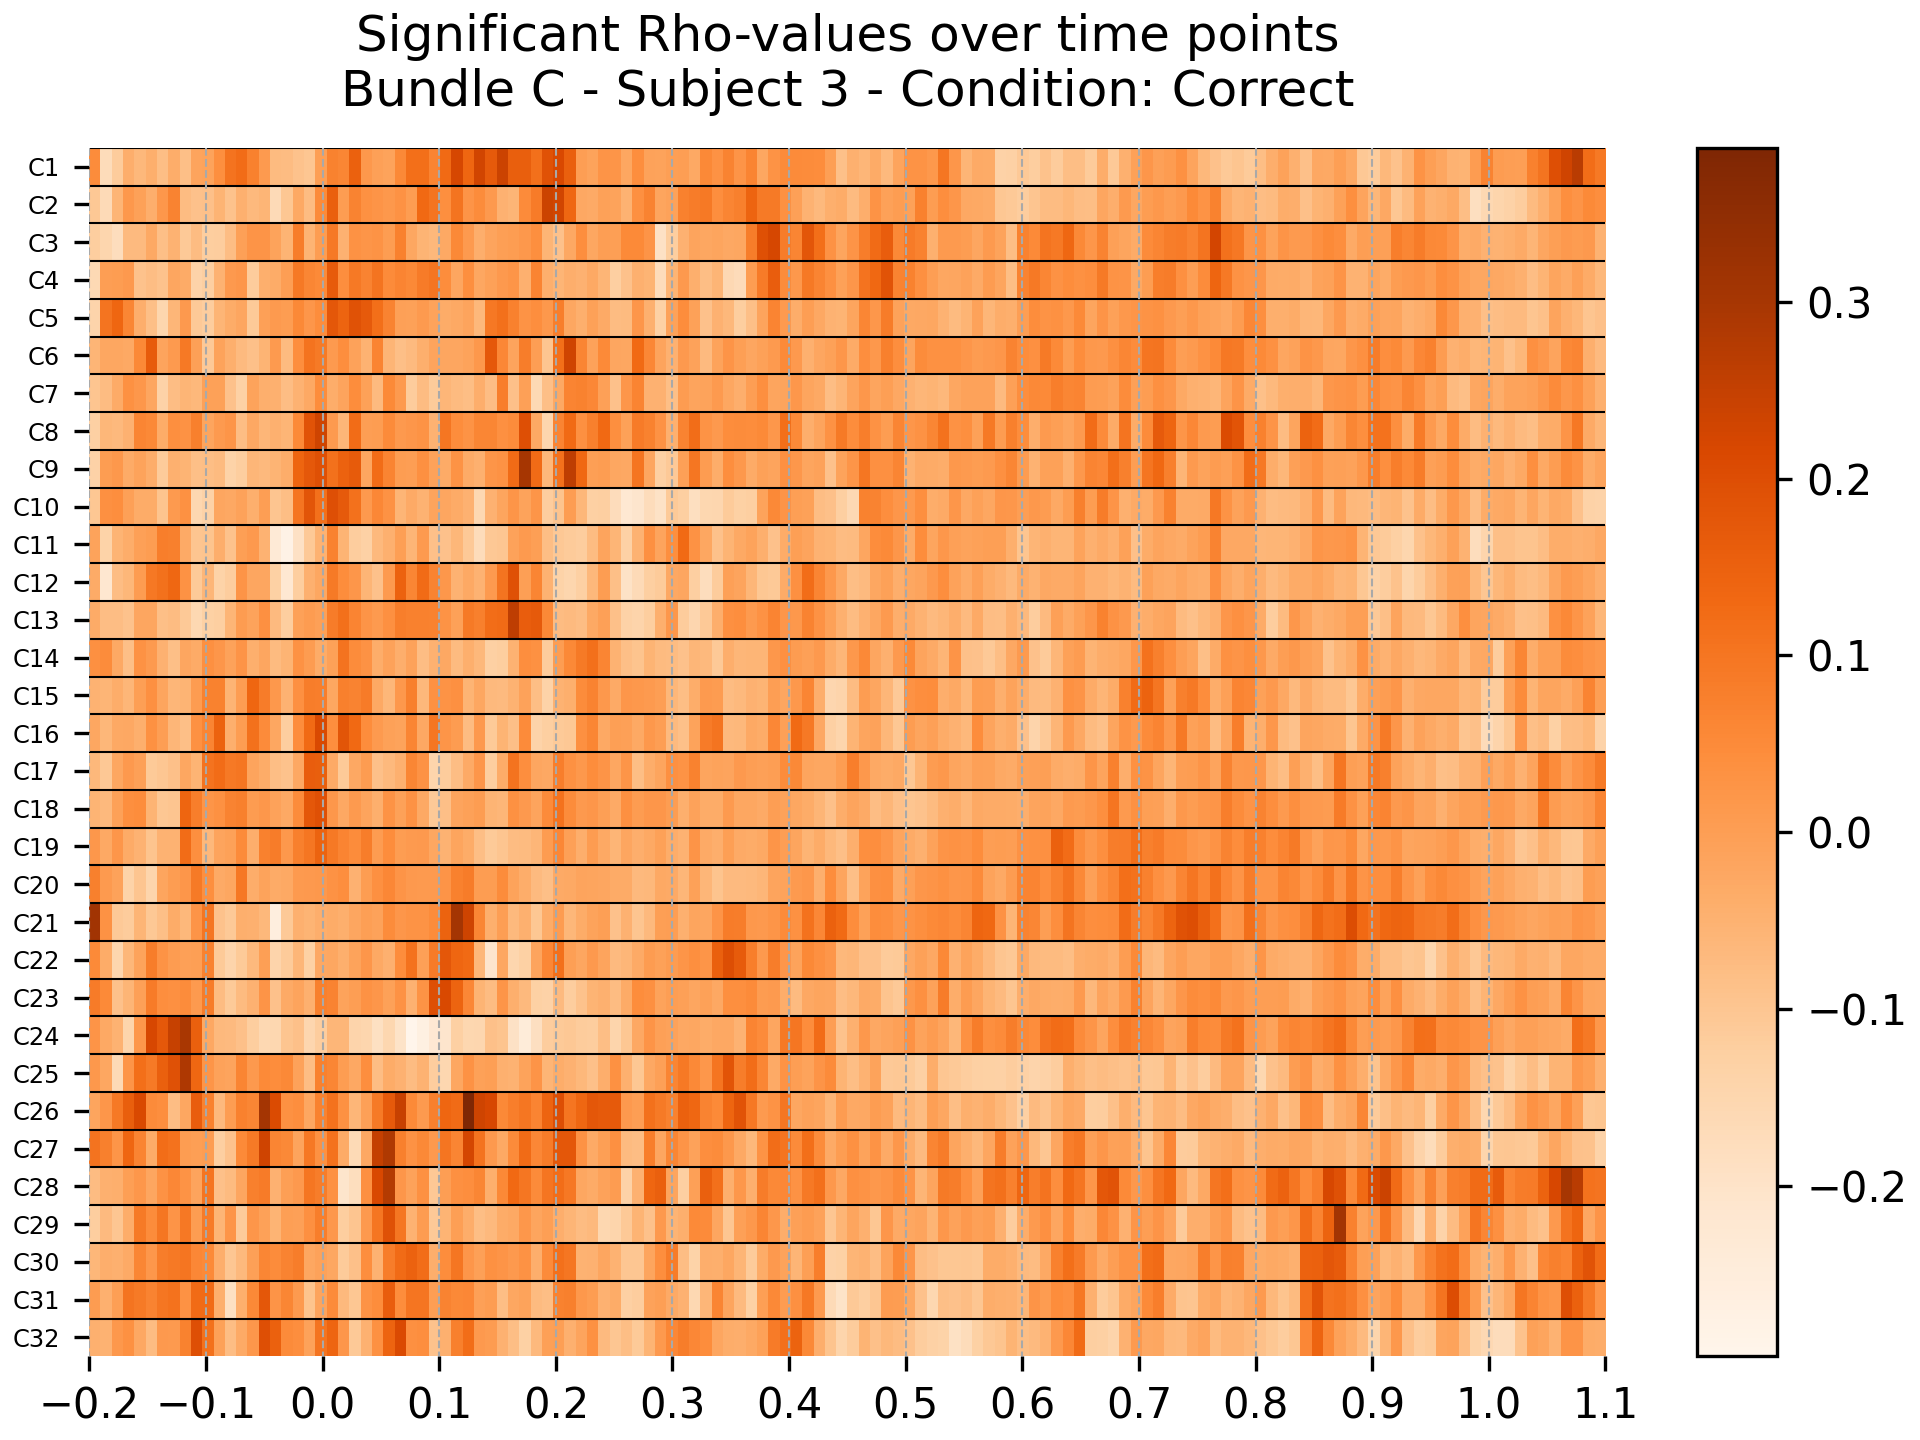 Significant Rho-values over time points
Bundle C - Subject 3 - Condition: Correct
C1
C2
C3
C4
C5
C6
C7
C8
C9
C10
C11
C12
C13
C14
C15
C16
C17
C18
C19
C20
C21
C22
C23
C24
C25
C26
C27
C28
C29
C30
C31
C32
−0.2 −0.1 0.0 0.1 0.2 0.3 0.4 0.5 0.6 0.7 0.8 0.9 1.0 1.1
0.3
0.2
0.1
0.0
−0.1
−0.2